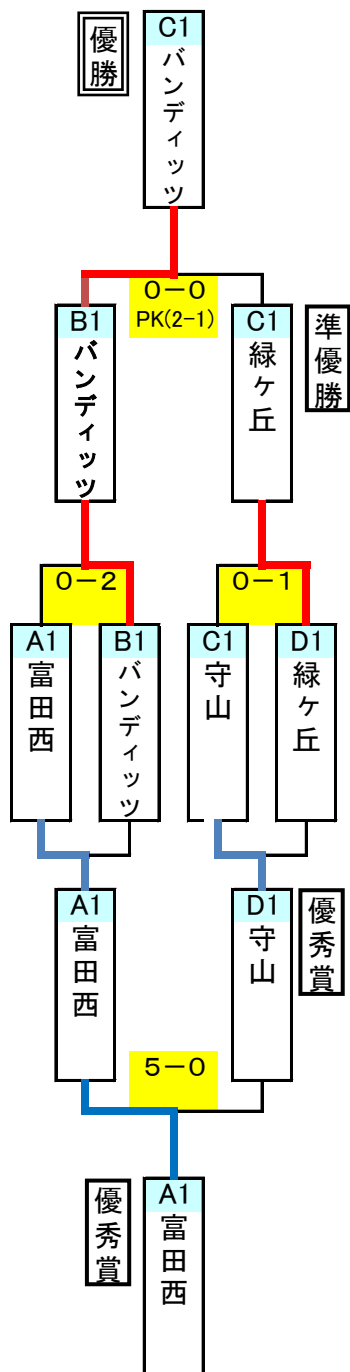 優勝
C1
バンディッツ
0-0
PK(2-1)
B1
バンディッツ
C1
緑ヶ丘
準優勝
0-2
0-1
A1
富田西
B1
バンディッツ
C1
守山
D1
緑ヶ丘
A1
富田西
D1
守山
優秀賞
5-0
優秀賞
A1
富田西